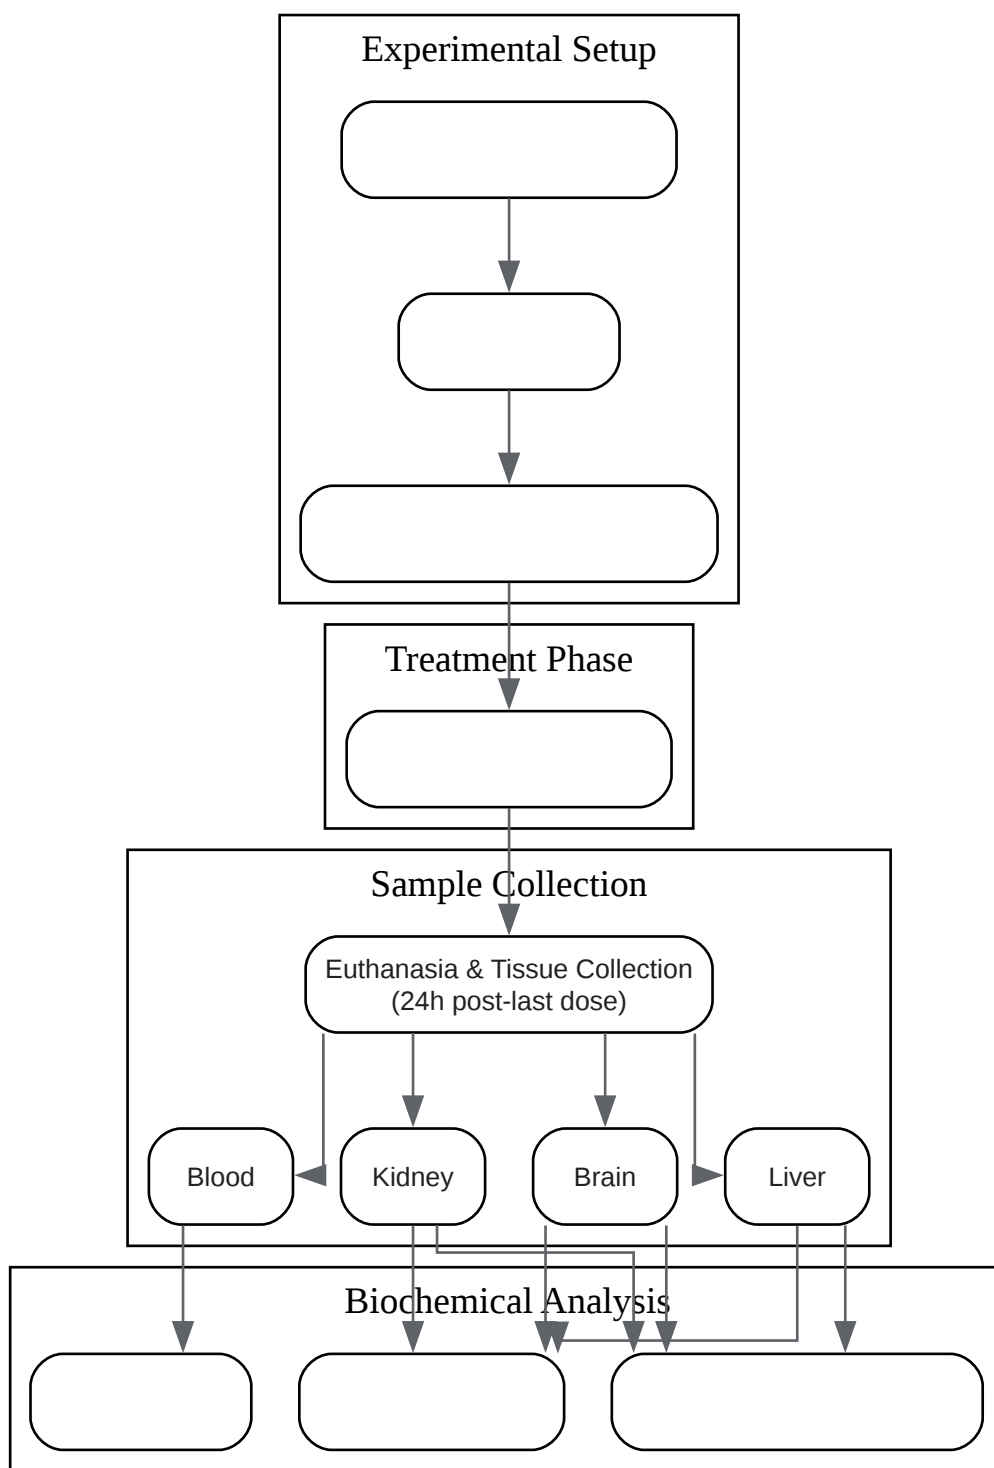 Experimental Setup
Treatment Phase
Sample Collection
Euthanasia & Tissue Collection
(24h post-last dose)
Blood
Kidney
Brain
Liver
Biochemical Analysis